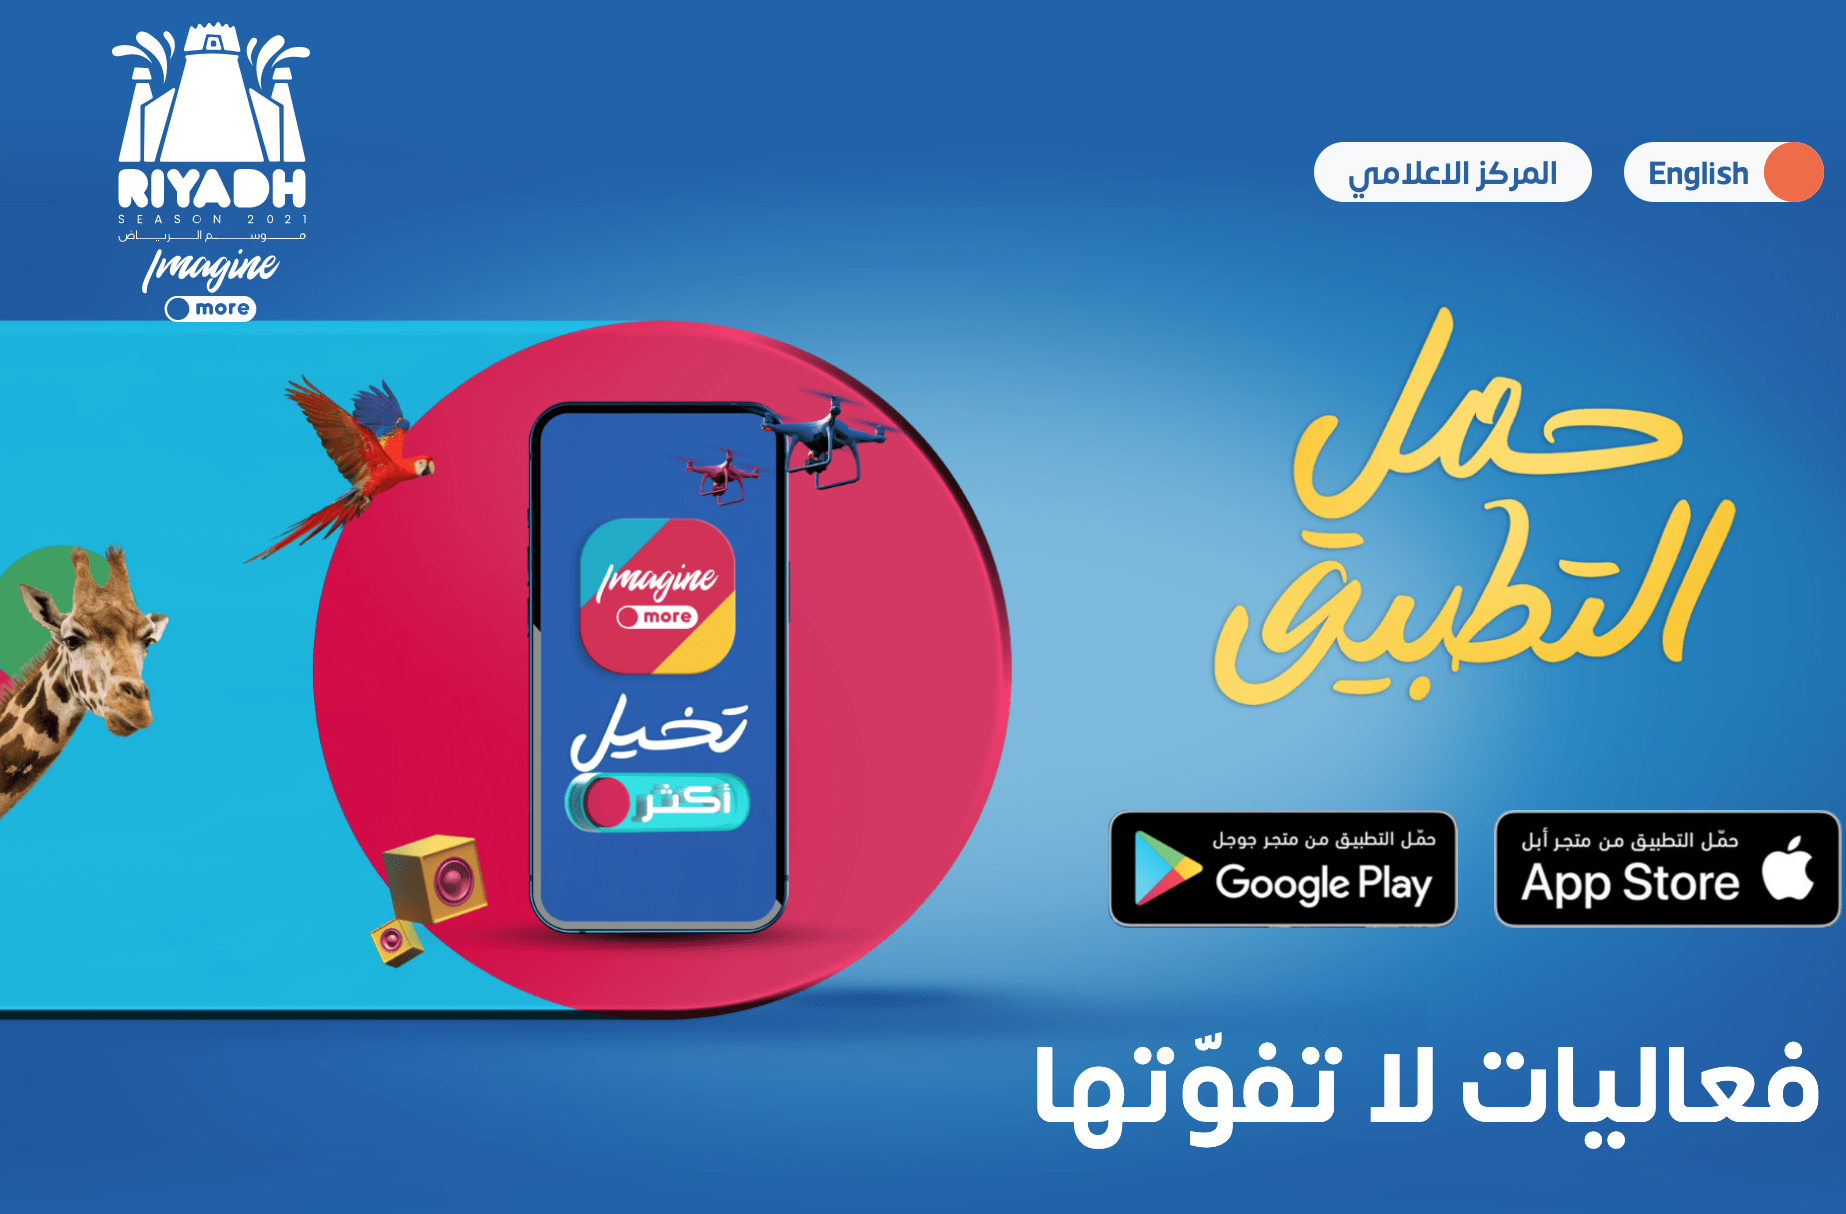 RIYADH
SEASON 2021
موسم الرياض
Imagine
more
المركز الاعلامي
English
حمل
التطبيق
Imagine
more
تخيل
أكثر
حمّل التطبيق من متجر أبل
App Store
حمّل التطبيق من متجر جوجل
Google Play
فعاليات لا تفوّتها